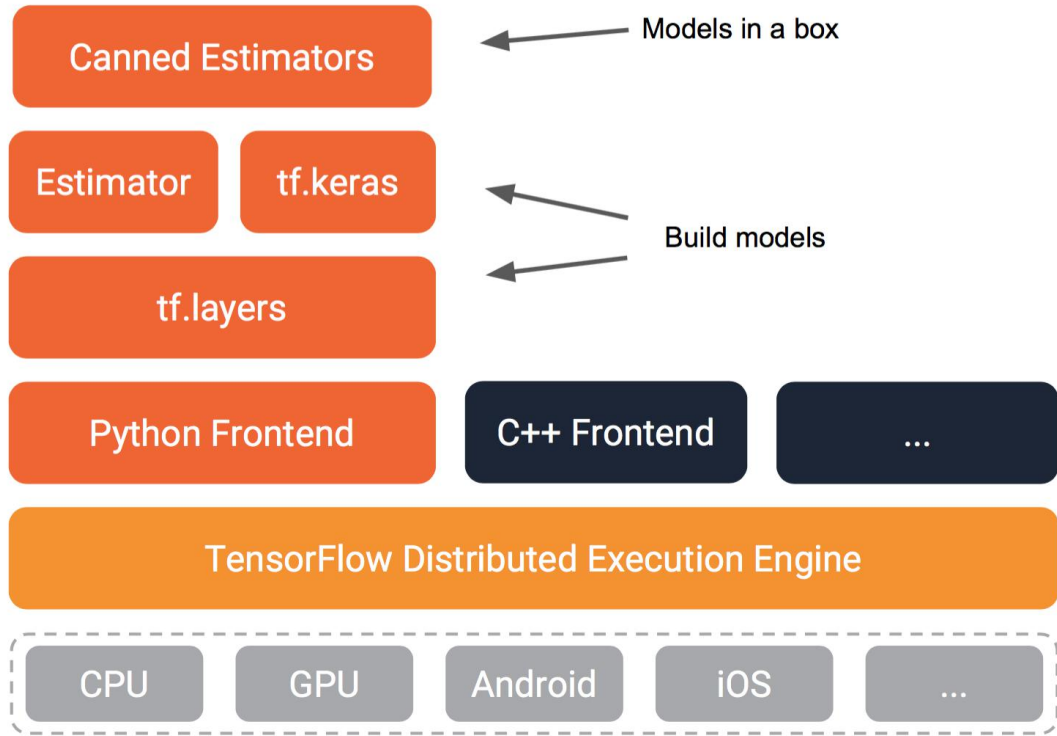 Canned Estimators
Models in a box
Estimator
tf.keras
Build models
tf.layers
Python Frontend
C++ Frontend
...
TensorFlow Distributed Execution Engine
CPU
GPU
Android
iOS
...